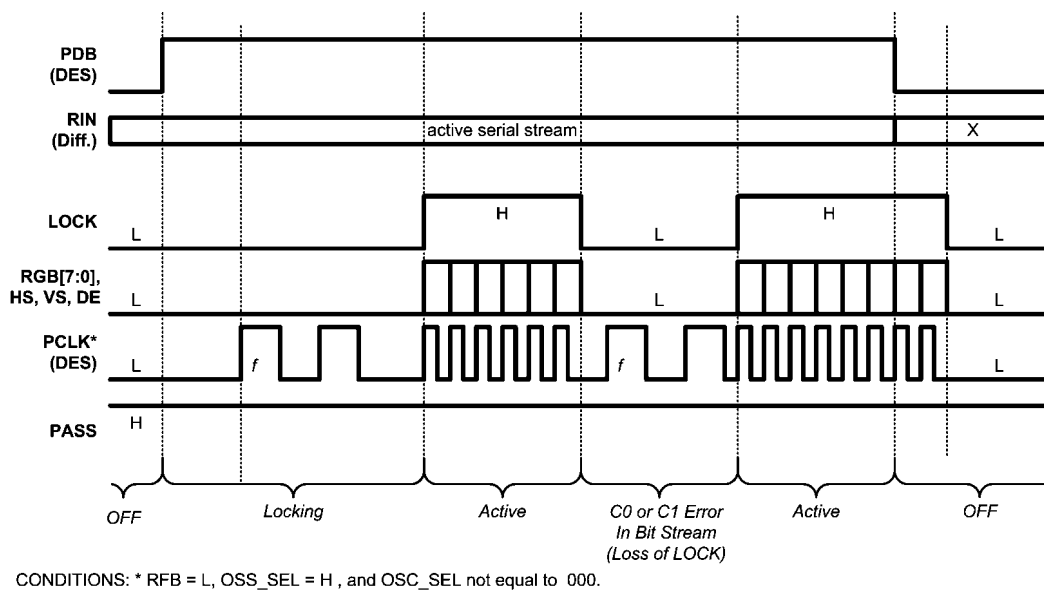 PDB
(DES)
RIN
(Diff.)
active serial stream
X
LOCK
L
H
L
H
L
RGB[7:0],
HS, VS, DE
L
L
L
PCLK*
(DES)
L
f
f
L
PASS
H
OFF
Locking
Active
C0 or C1 Error
In Bit Stream
(Loss of LOCK)
Active
OFF
CONDITIONS: * RFB = L, OSS_SEL = H , and OSC_SEL not equal to 000.